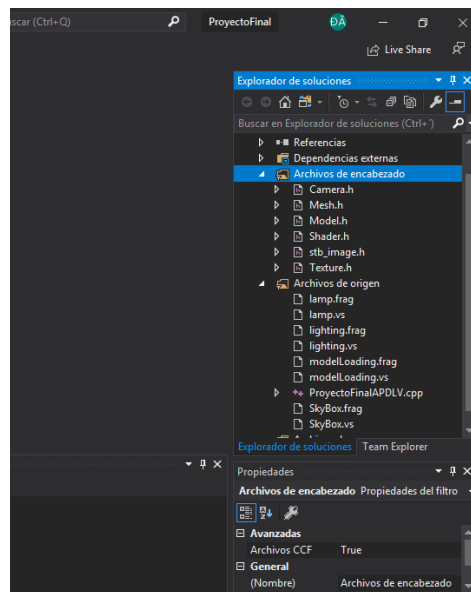 scar (Ctrl+Q)
ProyectoFinal
ĐÁ
Live Share
Explorador de soluciones
Buscar en Explorador de soluciones (Ctrl+´)
Referencias
Dependencias externas
Archivos de encabezado
Camera.h
Mesh.h
Model.h
Shader.h
stb_image.h
Texture.h
Archivos de origen
lamp.frag
lamp.vs
lighting.frag
lighting.vs
modelLoading.frag
modelLoading.vs
ProyectoFinalAPDLV.cpp
SkyBox.frag
SkyBox.vs
Explorador de soluciones Team Explorer
Propiedades
Archivos de encabezado Propiedades del filtro
Avanzadas
Archivos CCF True
General
(Nombre) Archivos de encabezado